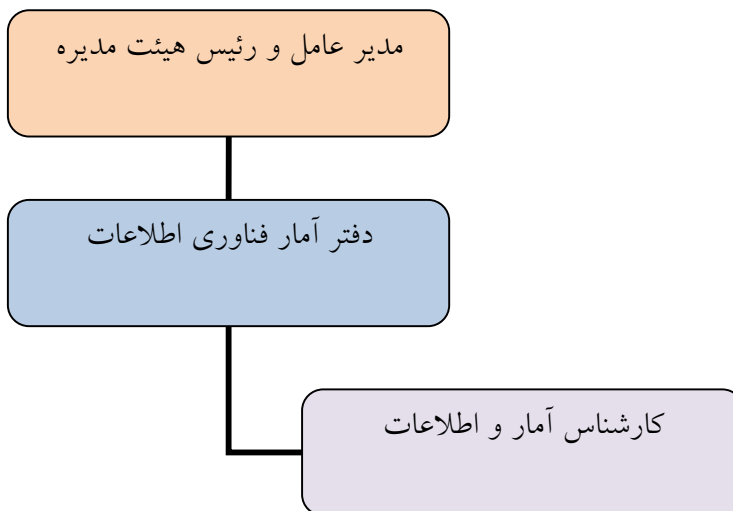 مدیر عامل و رئیس هیئت مدیره
دفتر آمار فناوری اطلاعات
کارشناس آمار و اطلاعات